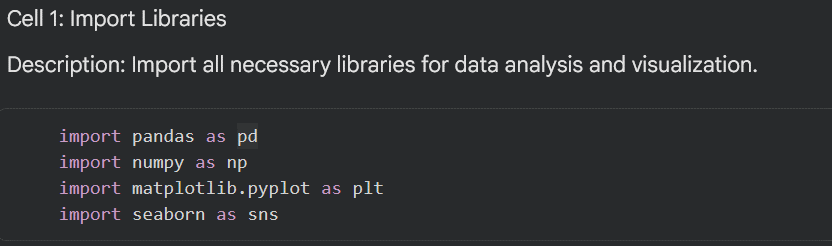 Cell 1: Import Libraries
Description: Import all necessary libraries for data analysis and visualization.
import pandas as pd
import numpy as np
import matplotlib.pyplot as plt
import seaborn as sns